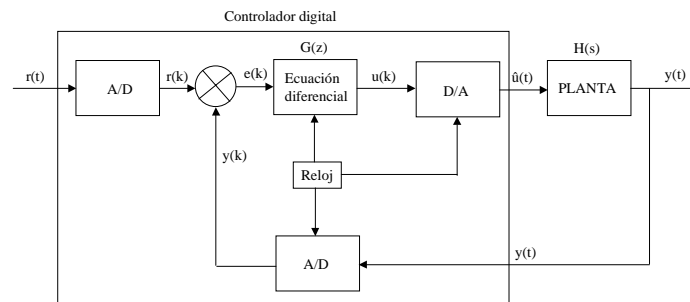 Controlador digital
G(z)
H(s)
r(t)
A/D
r(k)
e(k)
Ecuación
diferencial
u(k)
D/A
û(t)
PLANTA
y(t)
y(k)
Reloj
A/D
y(t)